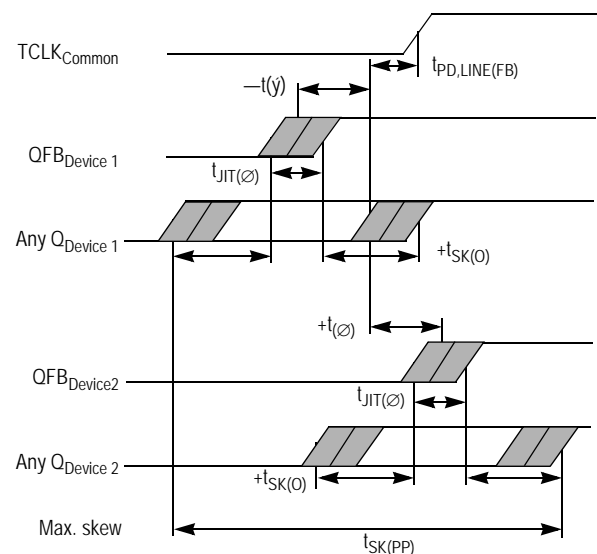 TCLKCommon
tPD,LINE(FB)
—t(ý)
QFBDevice 1
tJIT(∅)
Any QDevice 1
+tSK(O)
+t(∅)
QFBDevice2
tJIT(∅)
Any QDevice 2
+tSK(O)
Max. skew
tSK(PP)